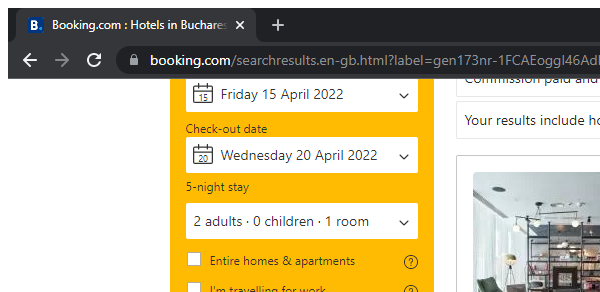 Booking.com : Hotels in Buchares
booking.com/searchresults.en-gb.html?label=gen173nr-1FCAEoggI46Ad
Commission paid and
15
Friday 15 April 2022
Your results include ho
Check-out date
20
Wednesday 20 April 2022
5-night stay
2 adults · 0 children · 1 room
Entire homes & apartments
I'm travelling for work